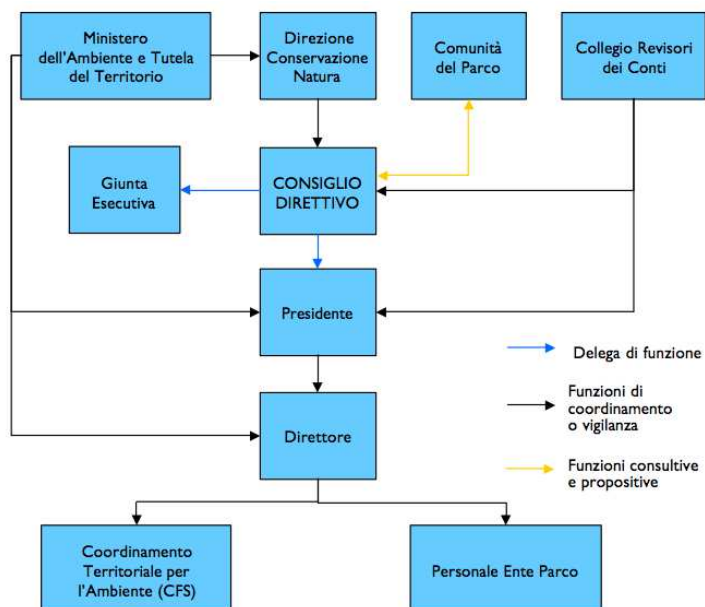 Ministero
dell'Ambiente e Tutela
del Territorio
Direzione
Conservazione
Natura
Comunità
del Parco
Collegio Revisori
dei Conti
Giunta
Esecutiva
CONSIGLIO
DIRETTIVO
Presidente
Delega di funzione
Funzioni di
coordinamento
o vigilanza
Direttore
Funzioni consultive
e propositive
Coordinamento
Territoriale per
l'Ambiente (CFS)
Personale Ente Parco